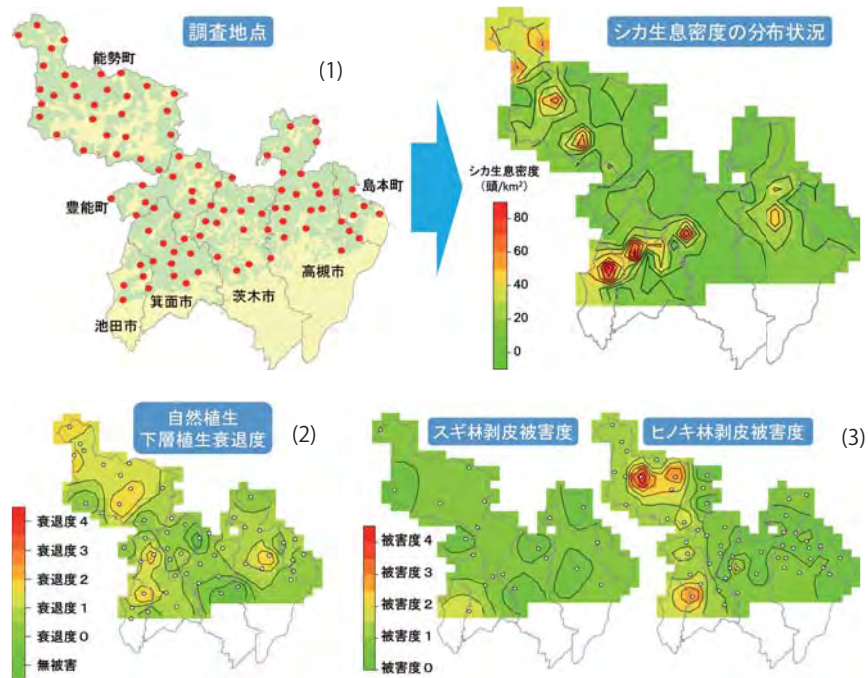 調査地点
(1)
能勢町
豊能町
島本町
高槻市
茨木市
箕面市
池田市
シカ生息密度の分布状況
シカ生息密度
(頭/km²)
80
60
40
20
0
自然植生
下層植生衰退度
(2)
衰退度 4
衰退度 3
衰退度 2
衰退度 1
衰退度 0
無被害
スギ林剥皮被害度
ヒノキ林剥皮被害度
(3)
被害度 4
被害度 3
被害度 2
被害度 1
被害度 0